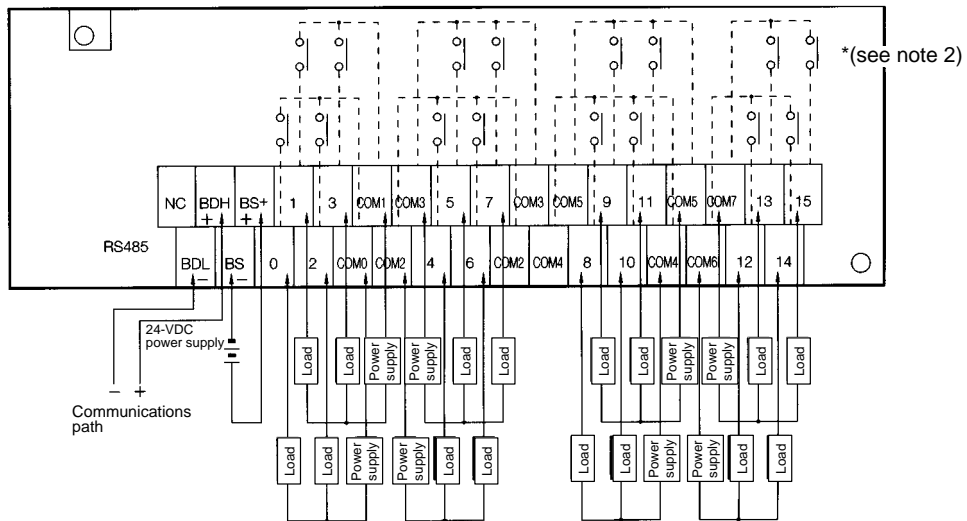 *(see note 2)
NC BDH + BS+ + 1 3 COM1 COM3 5 7 COM3 COM5 9 11 COM5 COM7 13 15
RS485
BDL − BS − 0 2 COM0 COM2 4 6 COM2 COM4 8 10 COM4 COM6 12 14
24-VDC
power supply
− +
Communications
path
Load Load Power supply Power supply Load Load Load Load Power supply Power supply Load Load
Load Load Power supply Power supply Load Load Load Load Power supply Power supply Load Load